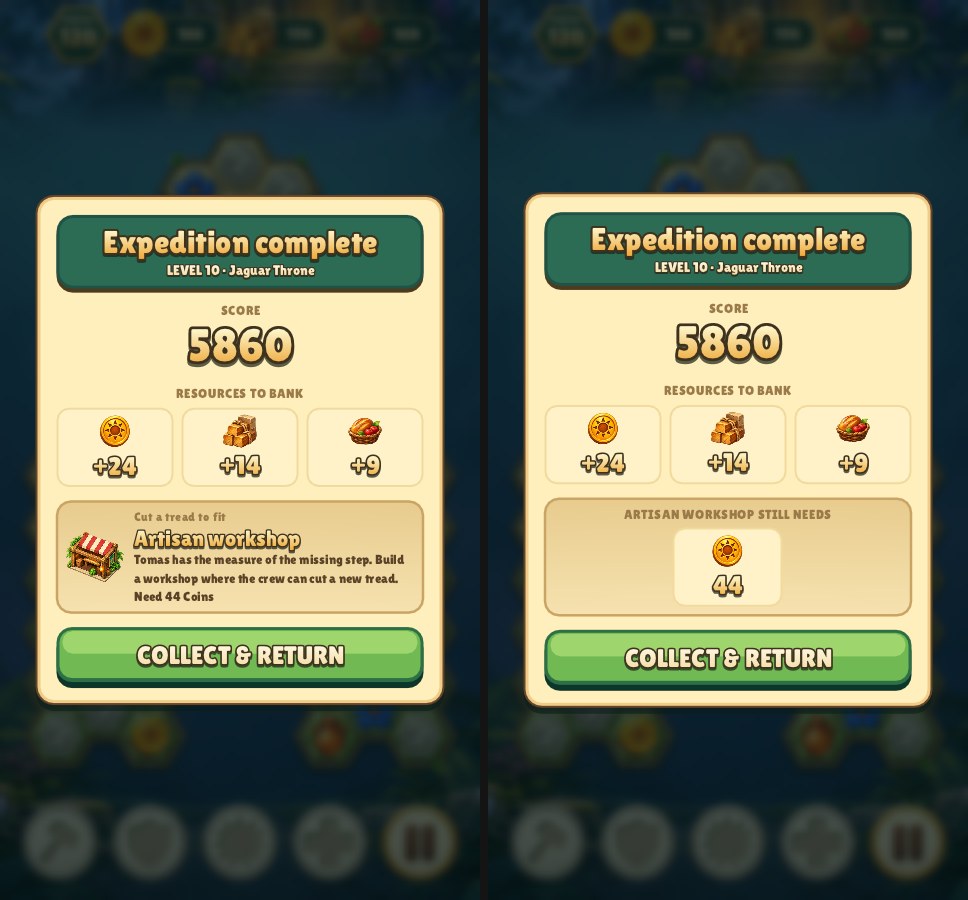 Expedition complete
LEVEL 10 · Jaguar Throne
SCORE
5860
RESOURCES TO BANK
+24
+14
+9
Cut a tread to fit
Artisan workshop
Tomas has the measure of the missing step. Build
a workshop where the crew can cut a new tread.
Need 44 Coins
COLLECT & RETURN
Expedition complete
LEVEL 10 · Jaguar Throne
SCORE
5860
RESOURCES TO BANK
+24
+14
+9
ARTISAN WORKSHOP STILL NEEDS
44
COLLECT & RETURN